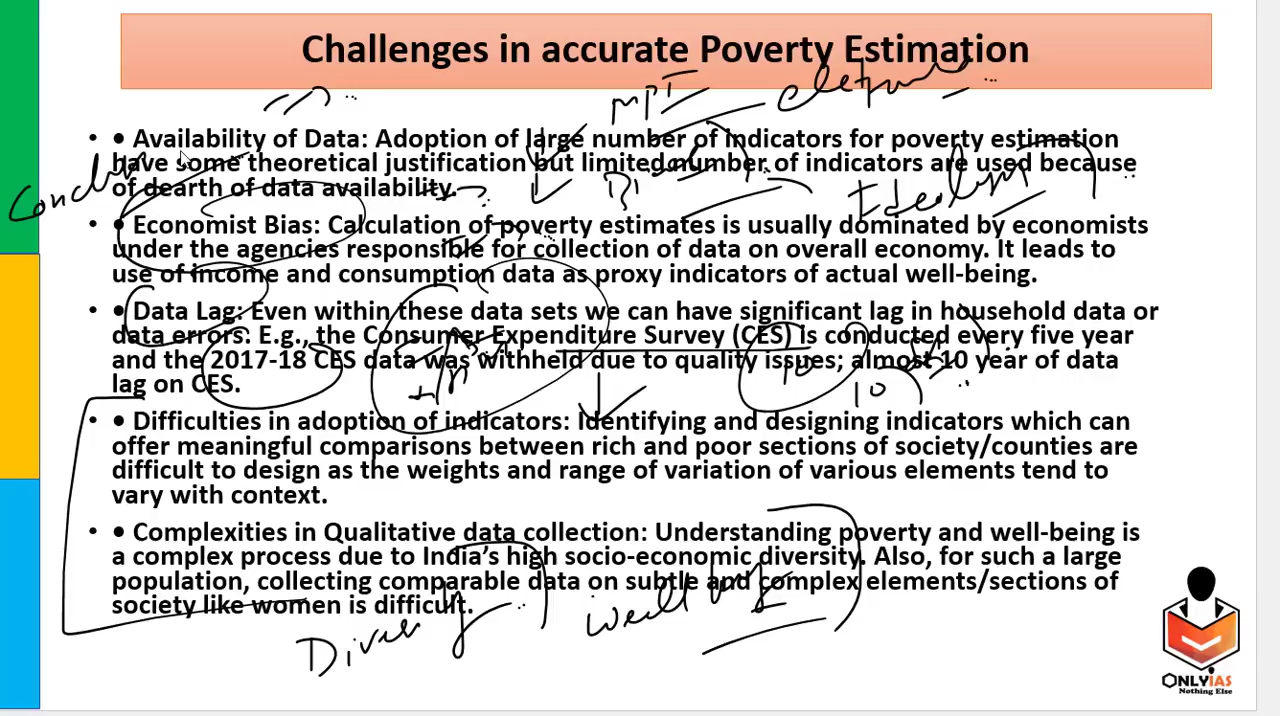 Challenges in accurate Poverty Estimation
MPI
• • Availability of Data: Adoption of large number of indicators for poverty estimation
have some theoretical justification but limited number of indicators are used because
of dearth of data availability.
• • Economist Bias: Calculation of poverty estimates is usually dominated by economists
under the agencies responsible for collection of data on overall economy. It leads to
use of income and consumption data as proxy indicators of actual well-being.
• • Data Lag: Even within these data sets we can have significant lag in household data or
data errors. E.g., the Consumer Expenditure Survey (CES) is conducted every five year
and the 2017-18 CES data was withheld due to quality issues; almost 10 year of data
lag on CES.
10
10
• • Difficulties in adoption of indicators: Identifying and designing indicators which can
offer meaningful comparisons between rich and poor sections of society/counties are
difficult to design as the weights and range of variation of various elements tend to
vary with context.
• • Complexities in Qualitative data collection: Understanding poverty and well-being is
a complex process due to India's high socio-economic diversity. Also, for such a large
population, collecting comparable data on subtle and complex elements/sections of
society like women is difficult.
ONLYIAS
Nothing Else